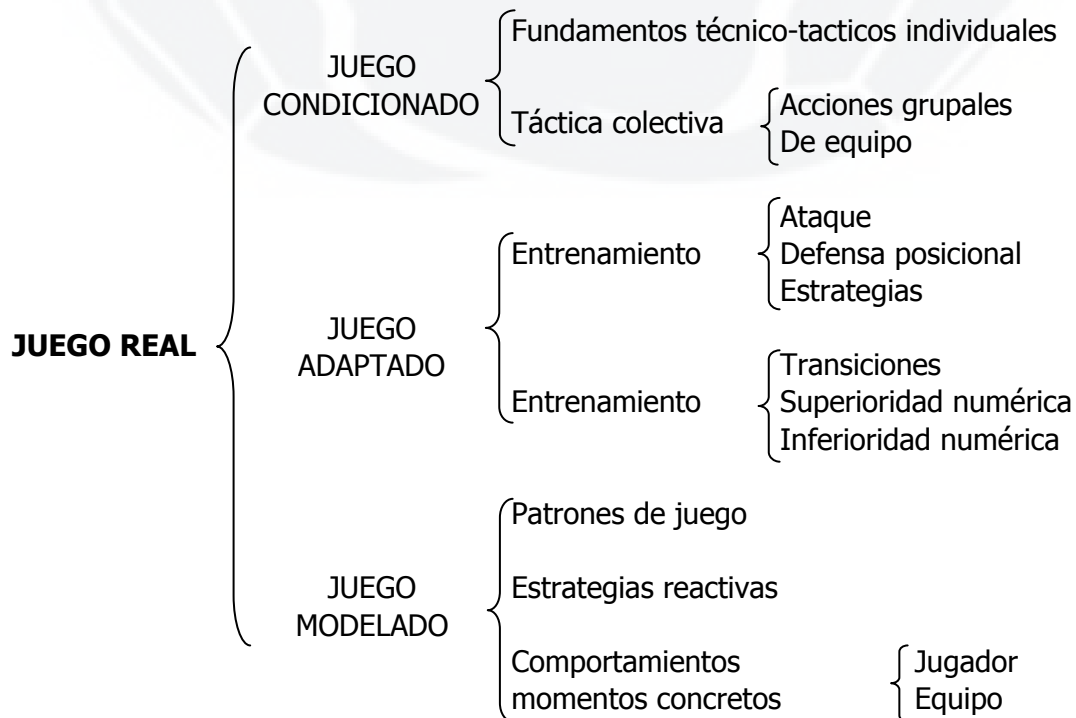 Fundamentos técnico-tacticos individuales
JUEGO
CONDICIONADO
Táctica colectiva
Acciones grupales
De equipo
JUEGO REAL
JUEGO
ADAPTADO
Entrenamiento
Ataque
Defensa posicional
Estrategias
Entrenamiento
Transiciones
Superioridad numérica
Inferioridad numérica
JUEGO
MODELADO
Patrones de juego
Estrategias reactivas
Comportamientos
momentos concretos
Jugador
Equipo